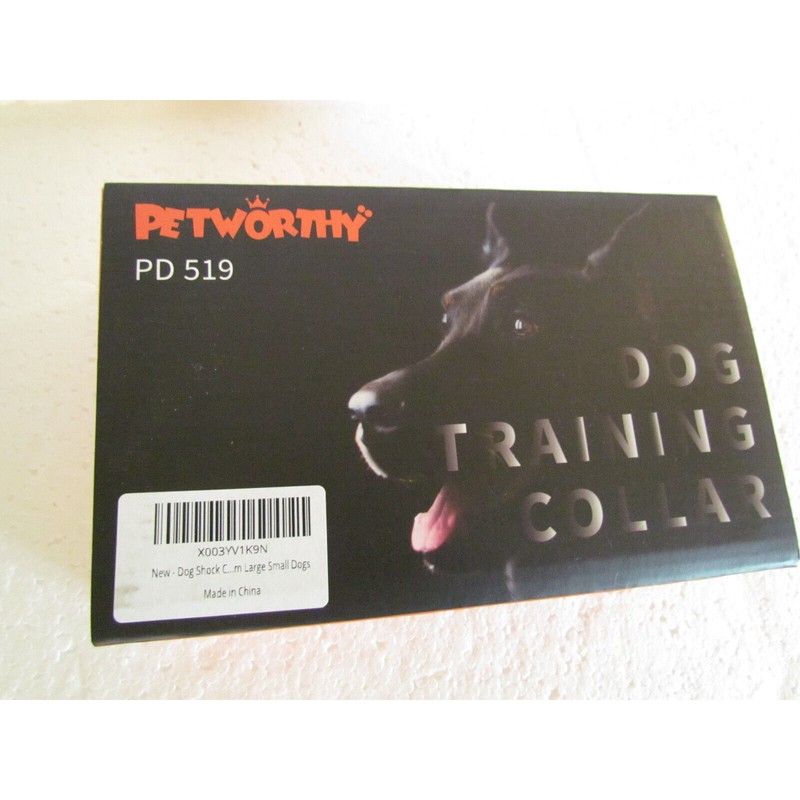 PETWORTHY
PD 519
DOG
TRAINING
COLLAR
X003YV1K9N
New - Dog Shock C...m Large Small Dogs
Made in China